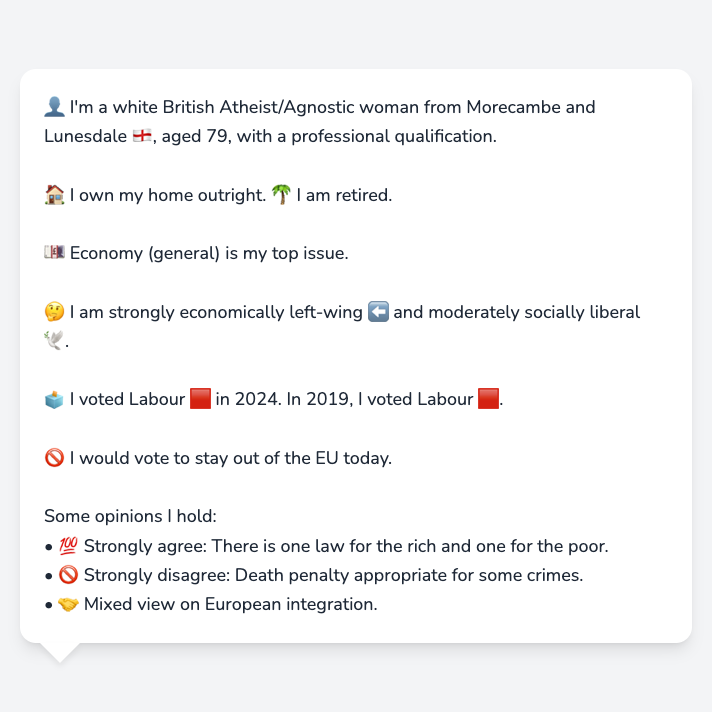 👤 I'm a white British Atheist/Agnostic woman from Morecambe and
Lunesdale 🏴󠁧󠁢󠁥󠁮󠁧󠁿, aged 79, with a professional qualification.
🏠 I own my home outright. 🌴 I am retired.
💷 Economy (general) is my top issue.
🤔 I am strongly economically left-wing ⬅️ and moderately socially liberal
🕊️.
🗳️ I voted Labour 🟥 in 2024. In 2019, I voted Labour 🟥.
🚫 I would vote to stay out of the EU today.
Some opinions I hold:
• 💯 Strongly agree: There is one law for the rich and one for the poor.
• 🚫 Strongly disagree: Death penalty appropriate for some crimes.
• 🤝 Mixed view on European integration.